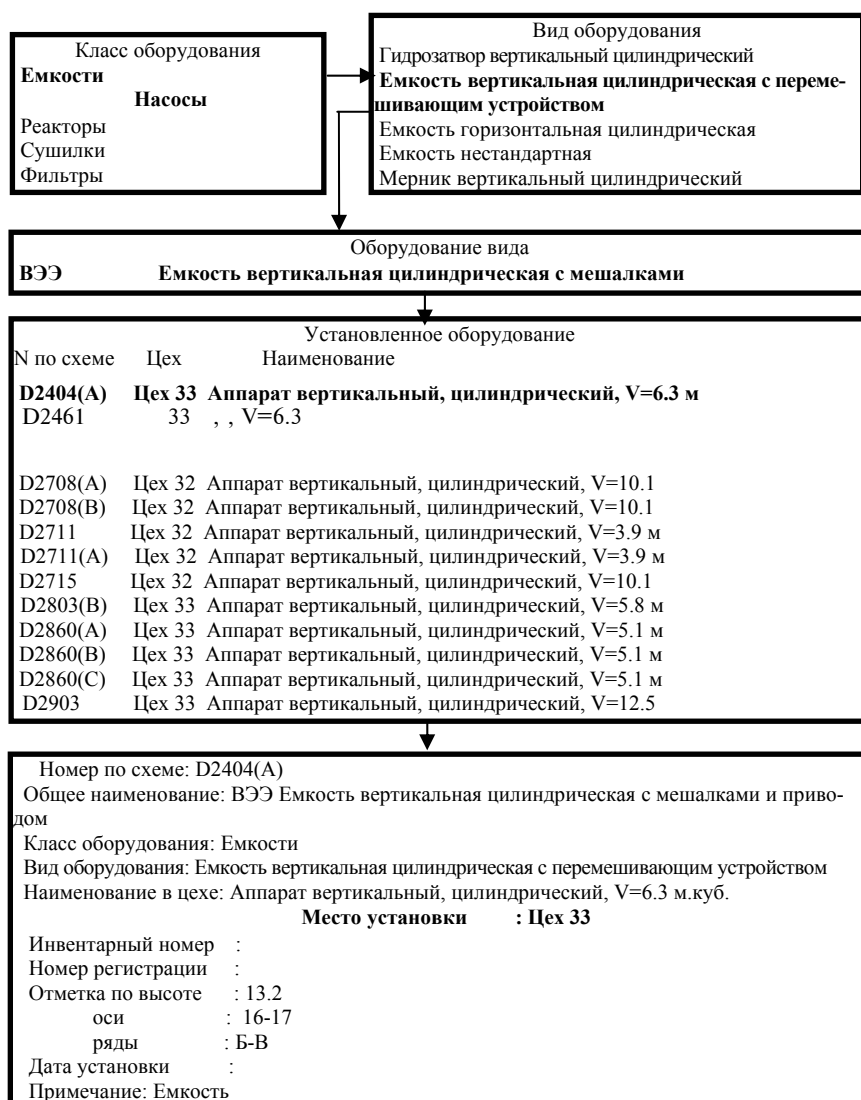 Класс оборудования
Емкости
Насосы
Реакторы
Сушилки
Фильтры
Вид оборудования
Гидрозатвор вертикальный цилиндрический
Емкость вертикальная цилиндрическая с переме-
шивающим устройством
Емкость горизонтальная цилиндрическая
Емкость нестандартная
Мерник вертикальный цилиндрический
Оборудование вида
ВЭЭ Емкость вертикальная цилиндрическая с мешалками
Установленное оборудование
N по схеме Цех Наименование
D2404(A) Цех 33 Аппарат вертикальный, цилиндрический, V=6.3 м
D2461 33 , , V=6.3
D2708(A) Цех 32 Аппарат вертикальный, цилиндрический, V=10.1
D2708(B) Цех 32 Аппарат вертикальный, цилиндрический, V=10.1
D2711 Цех 32 Аппарат вертикальный, цилиндрический, V=3.9 м
D2711(A) Цех 32 Аппарат вертикальный, цилиндрический, V=3.9 м
D2715 Цех 32 Аппарат вертикальный, цилиндрический, V=10.1
D2803(B) Цех 33 Аппарат вертикальный, цилиндрический, V=5.8 м
D2860(A) Цех 33 Аппарат вертикальный, цилиндрический, V=5.1 м
D2860(B) Цех 33 Аппарат вертикальный, цилиндрический, V=5.1 м
D2860(C) Цех 33 Аппарат вертикальный, цилиндрический, V=5.1 м
D2903 Цех 33 Аппарат вертикальный, цилиндрический, V=12.5
Номер по схеме: D2404(A)
Общее наименование: ВЭЭ Емкость вертикальная цилиндрическая с мешалками и приво-
дом
Класс оборудования: Емкости
Вид оборудования: Емкость вертикальная цилиндрическая с перемешивающим устройством
Наименование в цехе: Аппарат вертикальный, цилиндрический, V=6.3 м.куб.
Место установки : Цех 33
Инвентарный номер :
Номер регистрации :
Отметка по высоте : 13.2
оси : 16-17
ряды : Б-В
Дата установки :
Примечание: Емкость